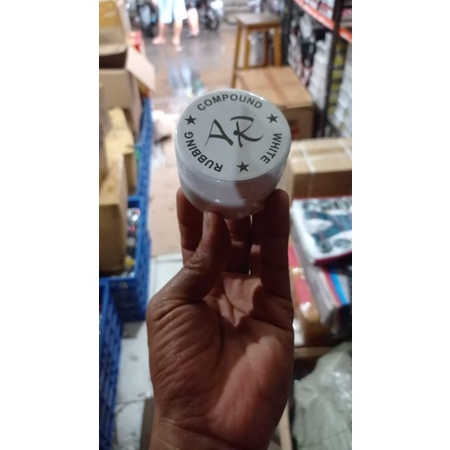 RUBBING COMPOUND WHITE
AR